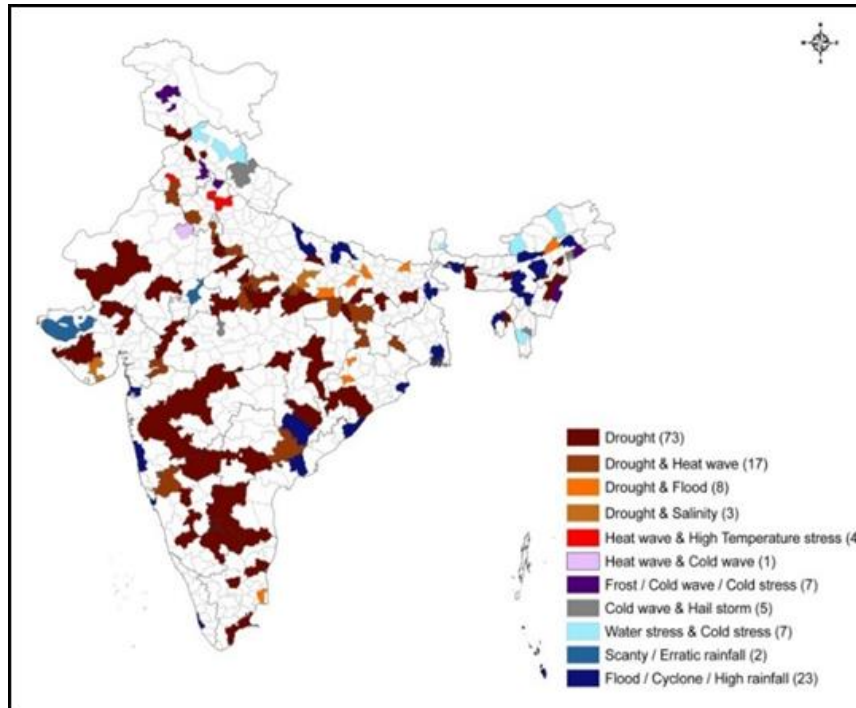 Drought (73)
Drought & Heat wave (17)
Drought & Flood (8)
Drought & Salinity (3)
Heat wave & High Temperature stress (4
Heat wave & Cold wave (1)
Frost / Cold wave / Cold stress (7)
Cold wave & Hail storm (5)
Water stress & Cold stress (7)
Scanty / Erratic rainfall (2)
Flood / Cyclone / High rainfall (23)